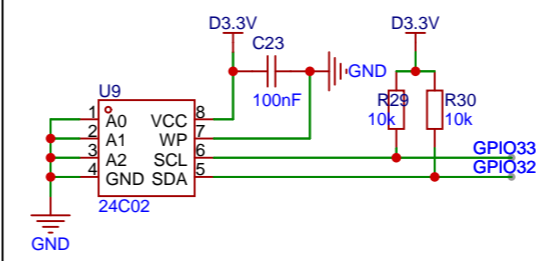 D3.3V
D3.3V
C23
GND
100nF
U9
1 A0 VCC 8
2 A1 WP 7
3 A2 SCL 6
4 GND SDA 5
24C02
R29
10k
R30
10k
GPIO33
GPIO32
GND